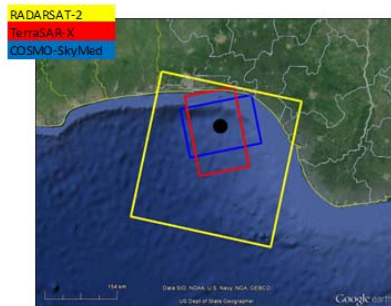 RADARSAT-2
TerraSAR-X
COSMO-SkyMed
154 km
Data SIO, NOAA, U.S. Navy, NGA, GEBCO
US Dept of State Geographer
Google earth